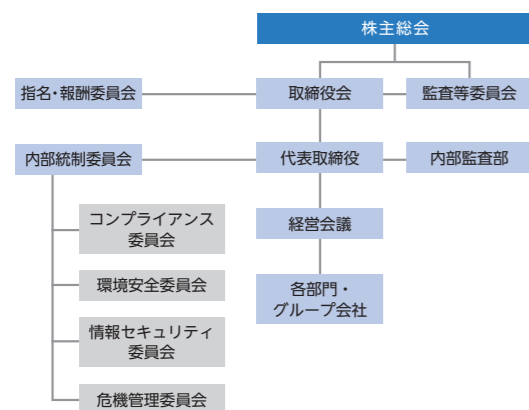 株主総会
指名・報酬委員会
取締役会
監査等委員会
内部統制委員会
代表取締役
内部監査部
コンプライアンス
委員会
経営会議
環境安全委員会
各部門・
グループ会社
情報セキュリティ
委員会
危機管理委員会